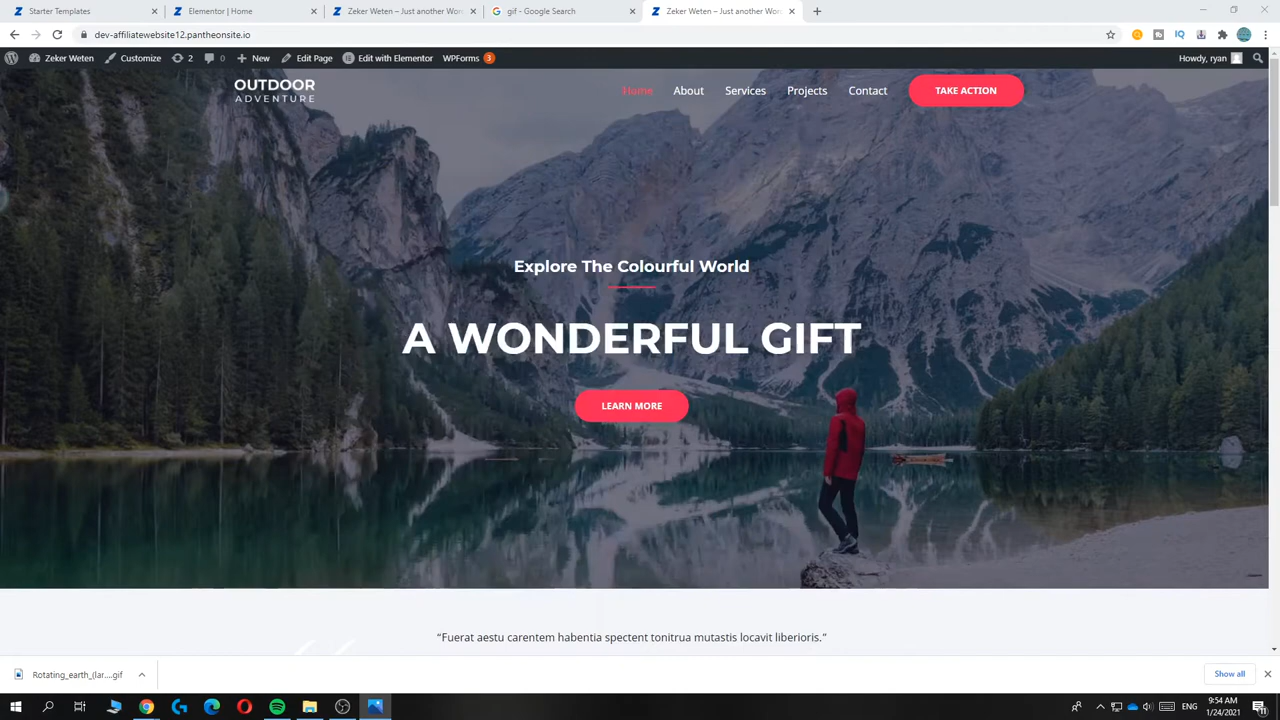 Starter Templates
Elementor | Home
Zeker Weten – Just another Wor
gif - Google Search
Zeker Weten – Just another Wor
dev-affiliatewebsite12.pantheonsite.io
Zeker Weten
Customize
2
0
New
Edit Page
Edit with Elementor
WPForms 3
Howdy, ryan
OUTDOOR
ADVENTURE
Home
About
Services
Projects
Contact
TAKE ACTION
Explore The Colourful World
A WONDERFUL GIFT
LEARN MORE
“Fuerat aestu carentem habentia spectent tonitrua mutastis locavit liberioris.”
Rotating_earth_(lar....gif
Show all
ENG
9:54 AM
1/24/2021